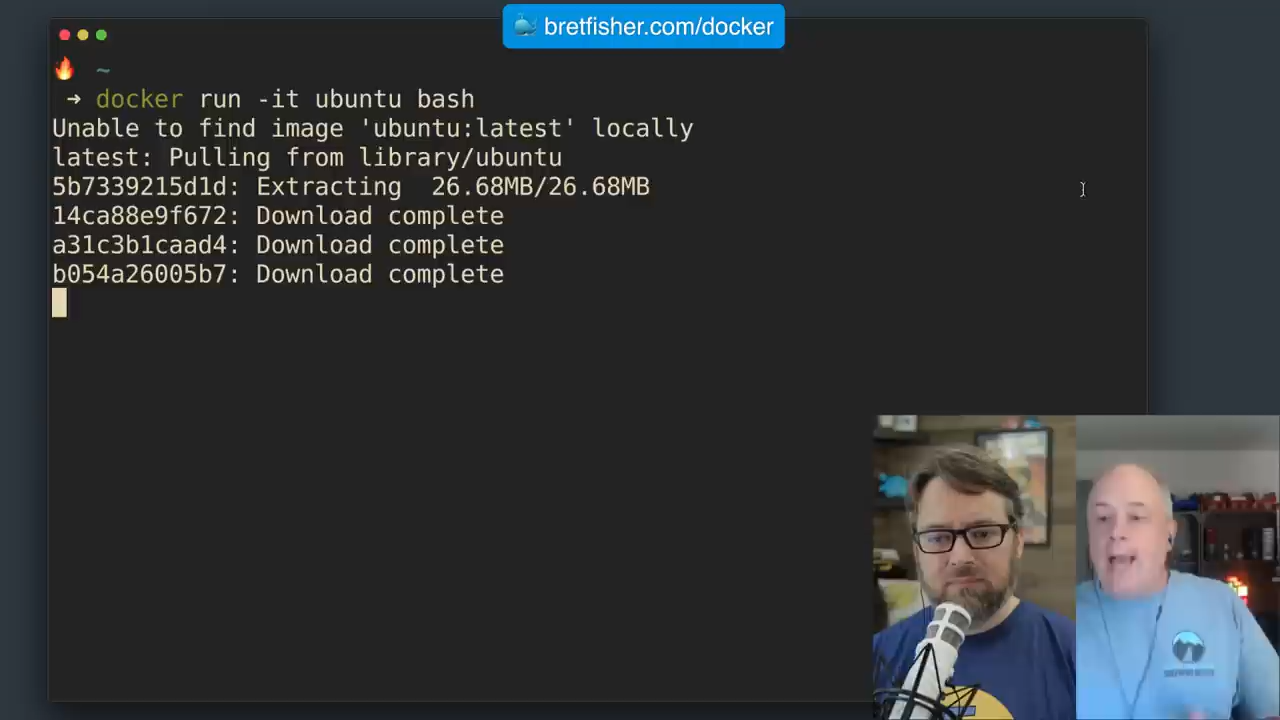 bretfisher.com/docker
~
➜ docker run -it ubuntu bash
Unable to find image 'ubuntu:latest' locally
latest: Pulling from library/ubuntu
5b7339215d1d: Extracting  26.68MB/26.68MB
14ca88e9f672: Download complete
a31c3b1caad4: Download complete
b054a26005b7: Download complete